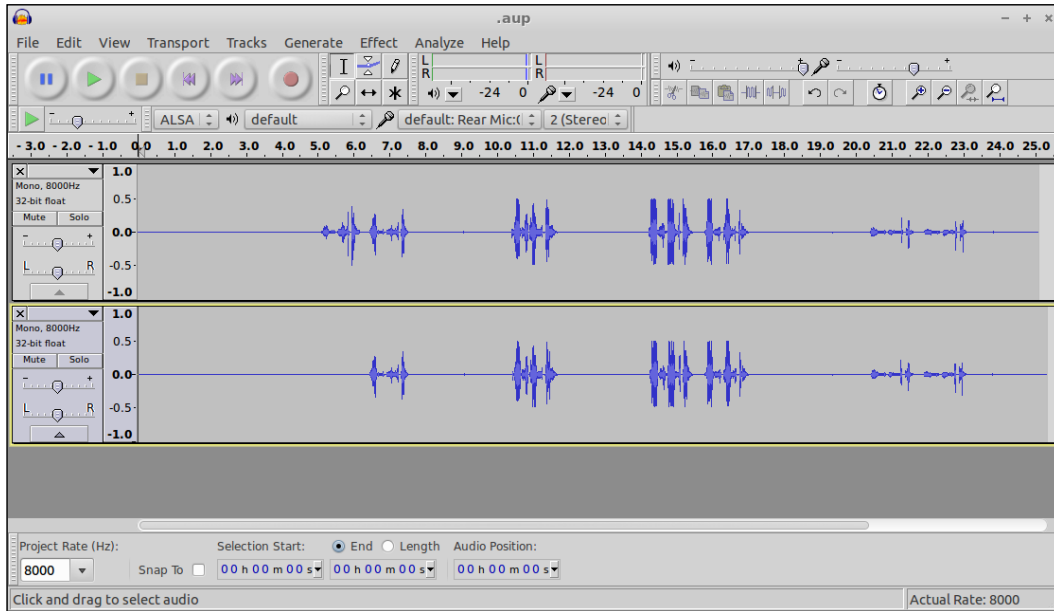 .aup
File Edit View Transport Tracks Generate Effect Analyze Help
L R -24 0 L R -24 0
ALSA default default: Rear Mic:( 2 (Stereo
- 3.0 - 2.0 - 1.0 0.0 1.0 2.0 3.0 4.0 5.0 6.0 7.0 8.0 9.0 10.0 11.0 12.0 13.0 14.0 15.0 16.0 17.0 18.0 19.0 20.0 21.0 22.0 23.0 24.0 25.0
Mono, 8000Hz
32-bit float
Mute Solo
- +
L R
1.0
0.5
0.0
-0.5
-1.0
Mono, 8000Hz
32-bit float
Mute Solo
- +
L R
1.0
0.5
0.0
-0.5
-1.0
Project Rate (Hz): Selection Start: End Length Audio Position:
8000 Snap To 00 h 00 m 00 s 00 h 00 m 00 s 00 h 00 m 00 s
Click and drag to select audio Actual Rate: 8000